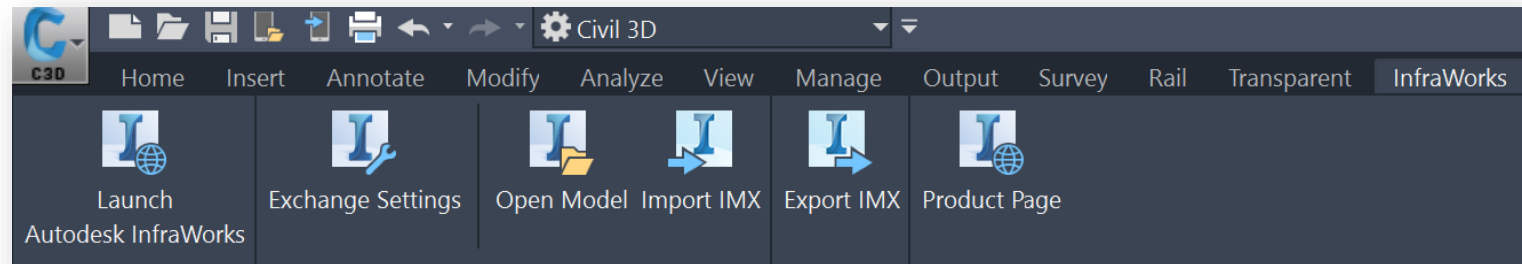 Civil 3D
C3D
Home Insert Annotate Modify Analyze View Manage Output Survey Rail Transparent InfraWorks
Launch
Autodesk InfraWorks
Exchange Settings
Open Model
Import IMX
Export IMX
Product Page